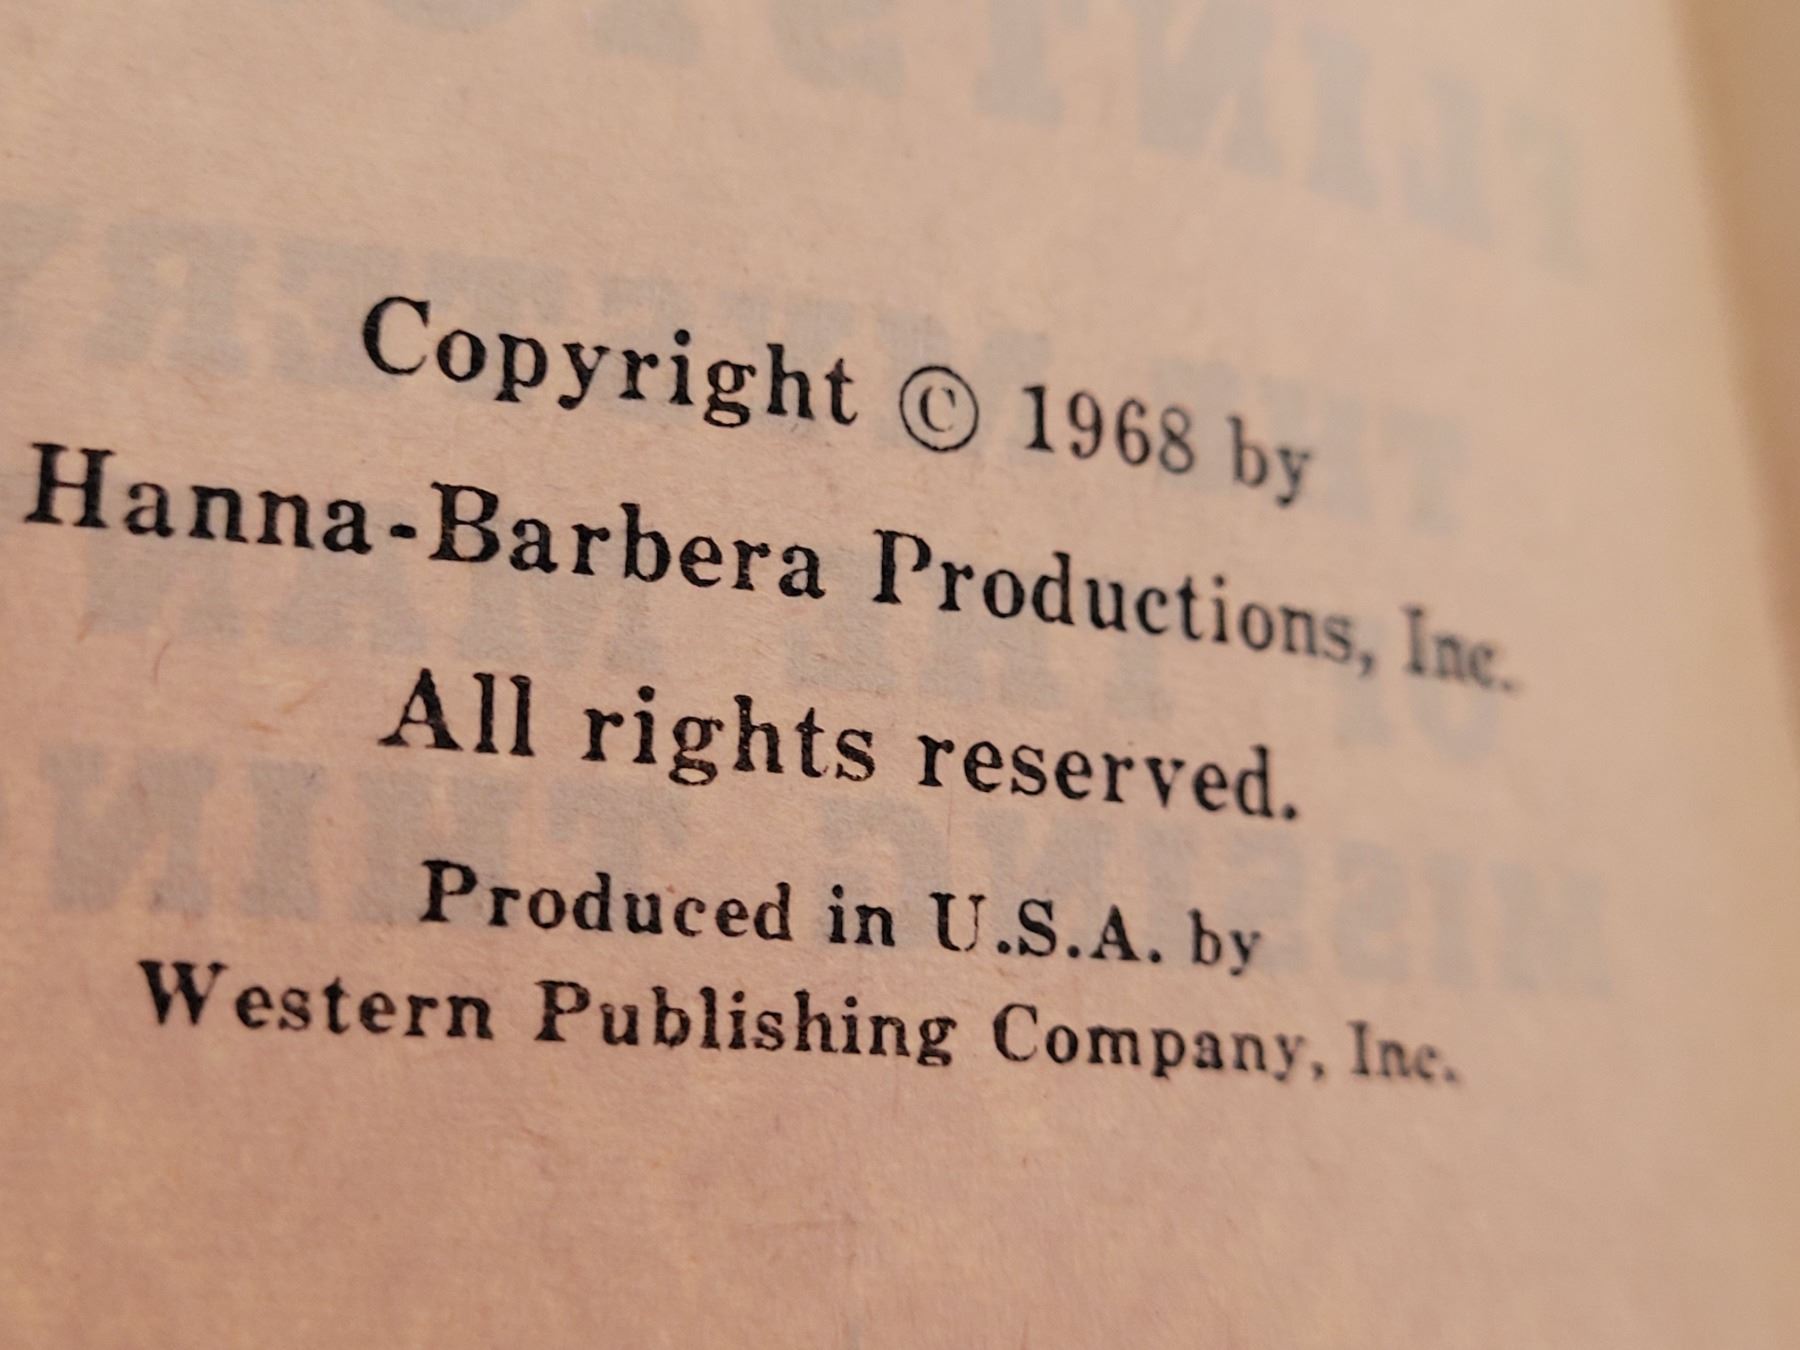 Copyright © 1968 by
Hanna-Barbera Productions, Inc.
All rights reserved.
Produced in U.S.A. by
Western Publishing Company, Inc.